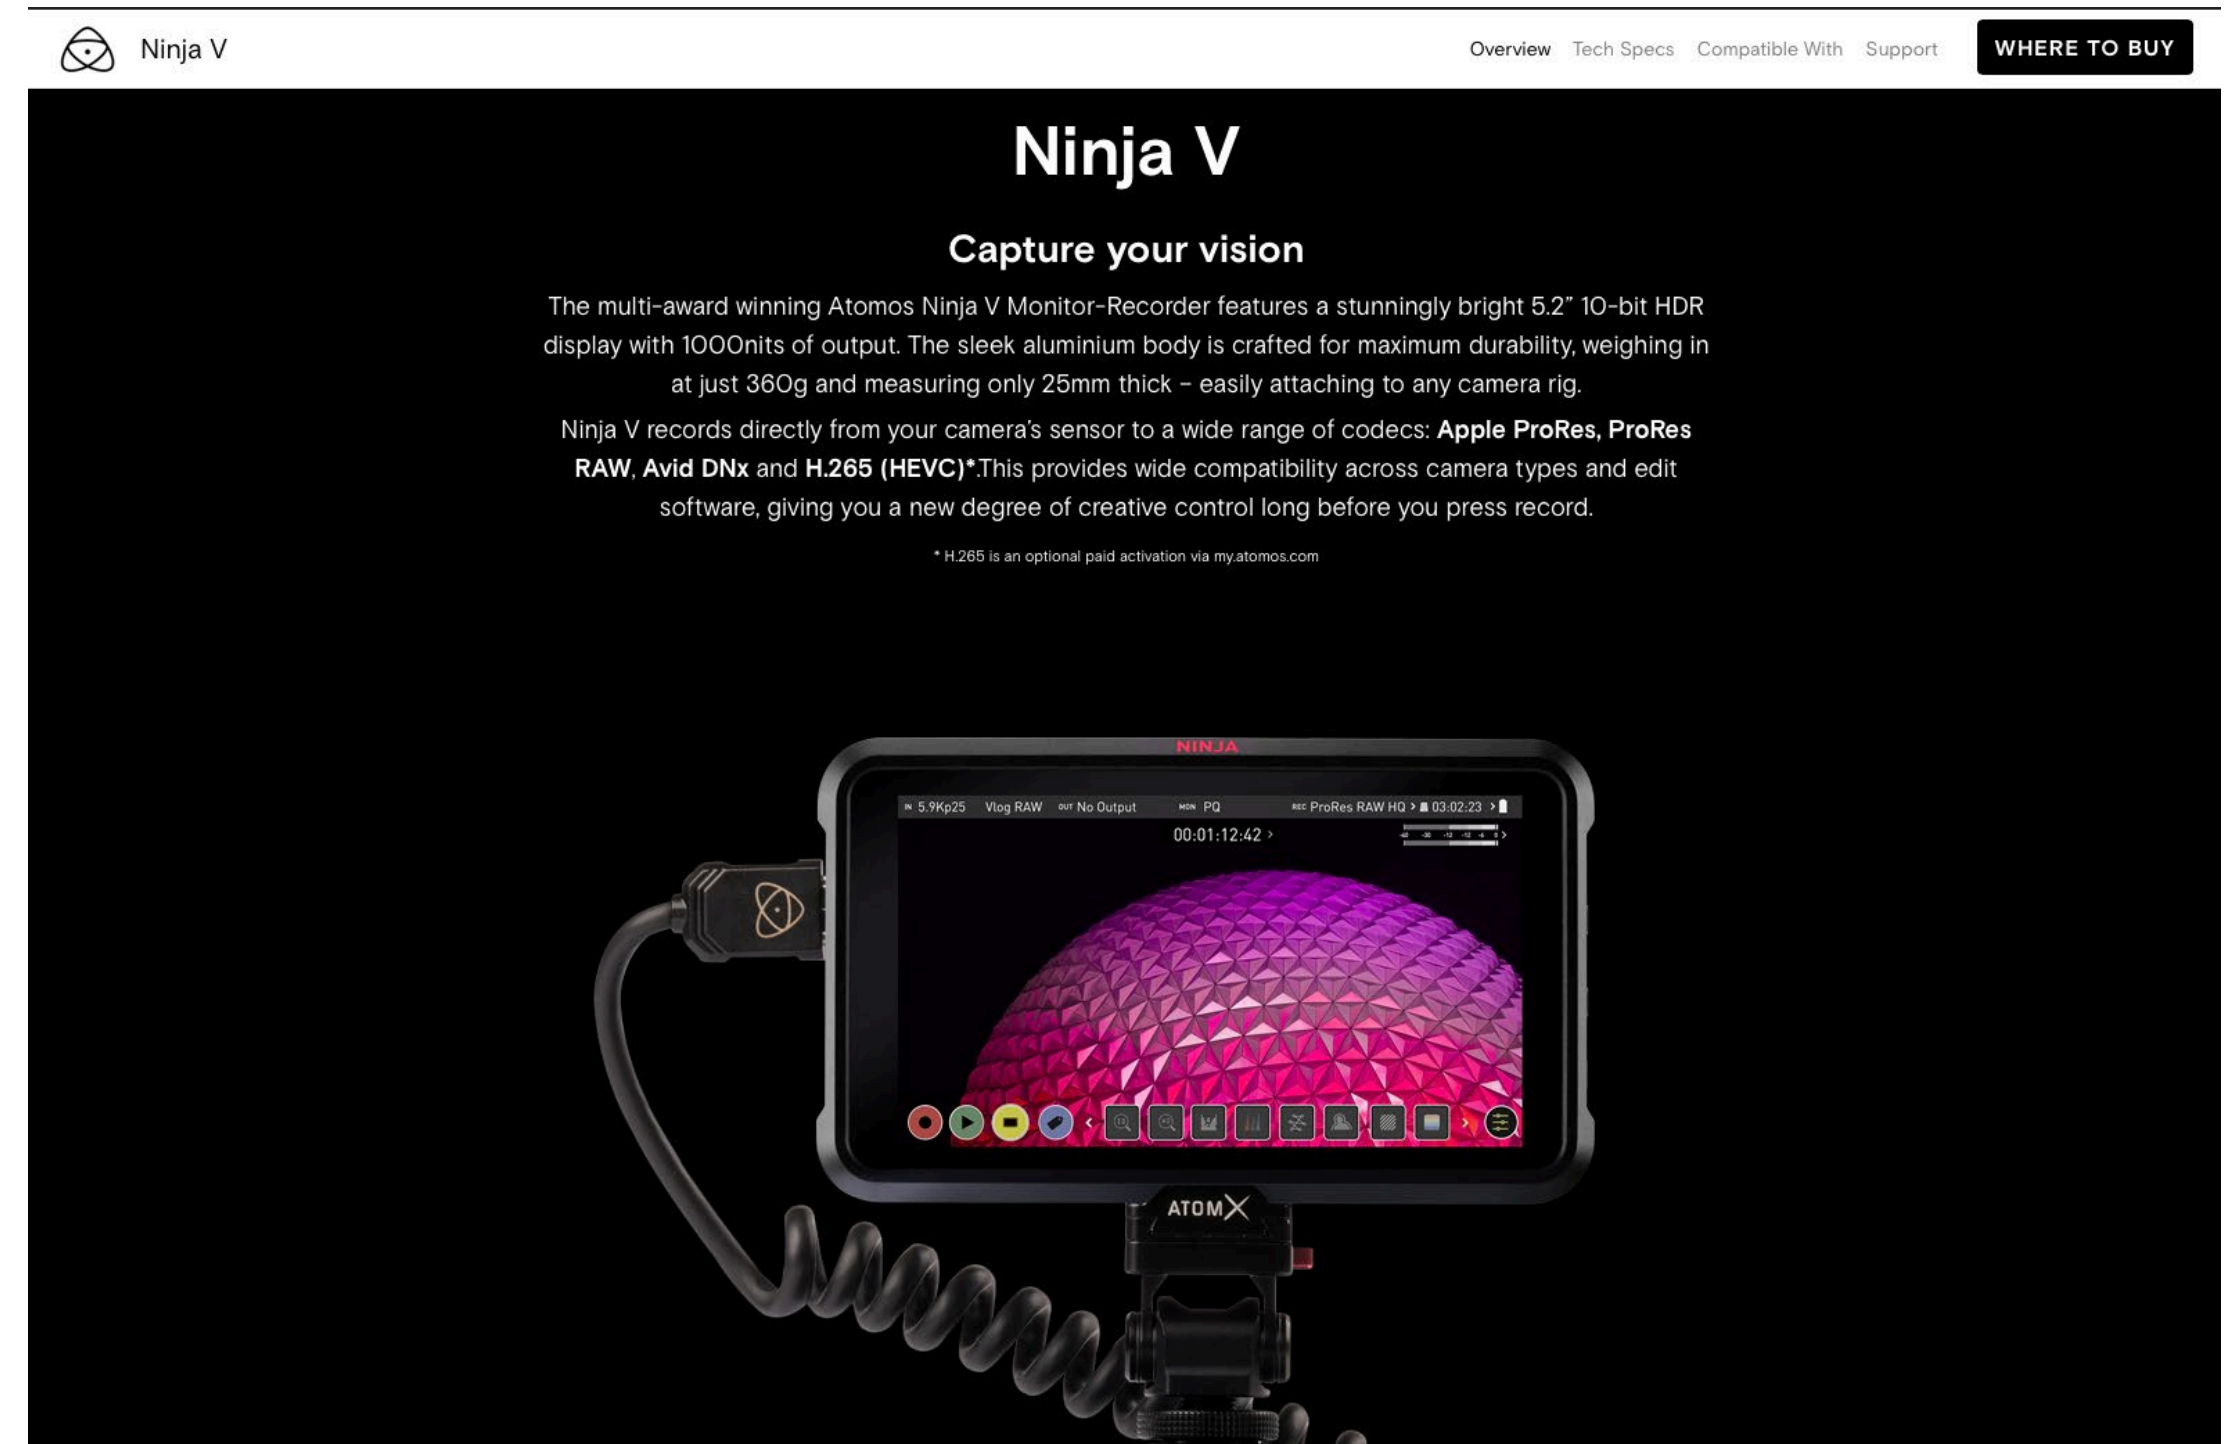 Ninja V
Overview Tech Specs Compatible With Support WHERE TO BUY
Ninja V
Capture your vision
The multi-award winning Atomos Ninja V Monitor-Recorder features a stunningly bright 5.2” 10-bit HDR
display with 1000nits of output. The sleek aluminium body is crafted for maximum durability, weighing in
at just 360g and measuring only 25mm thick – easily attaching to any camera rig.
Ninja V records directly from your camera’s sensor to a wide range of codecs: Apple ProRes, ProRes
RAW, Avid DNx and H.265 (HEVC)*.This provides wide compatibility across camera types and edit
software, giving you a new degree of creative control long before you press record.
* H.265 is an optional paid activation via my.atomos.com
NINJA
IN 5.9Kp25 Vlog RAW OUT No Output MON PQ REC ProRes RAW HQ > 03:02:23 >
00:01:12:42 >
ATOMX